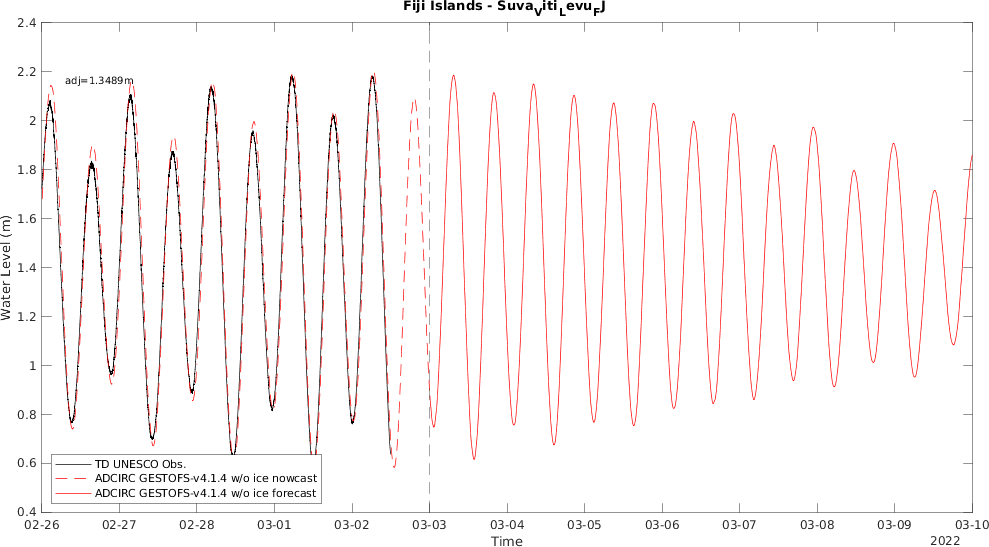 Fiji Islands - SuvaVitiLevuFJ
2.4
2.2
2
1.8
1.6
1.4
1.2
1
0.8
0.6
0.4
Water Level (m)
adj=1.3489m
TD UNESCO Obs.
ADCIRC GESTOFS-v4.1.4 w/o ice nowcast
ADCIRC GESTOFS-v4.1.4 w/o ice forecast
02-26 02-27 02-28 03-01 03-02 03-03 03-04 03-05 03-06 03-07 03-08 03-09 03-10
Time
2022